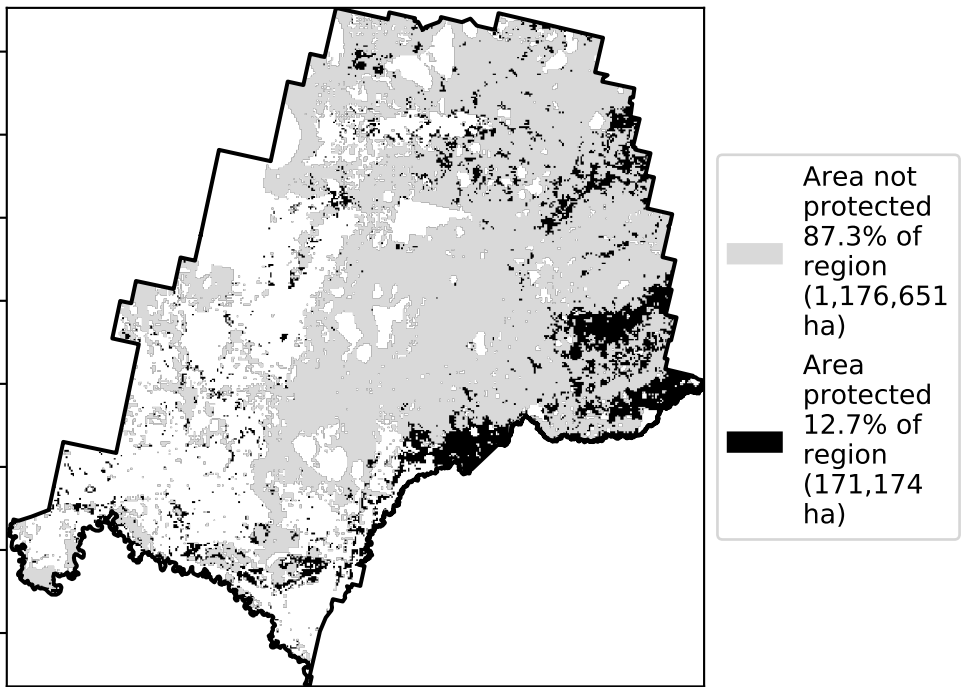 Area not
protected
87.3% of
region
(1,176,651
ha)
Area
protected
12.7% of
region
(171,174
ha)